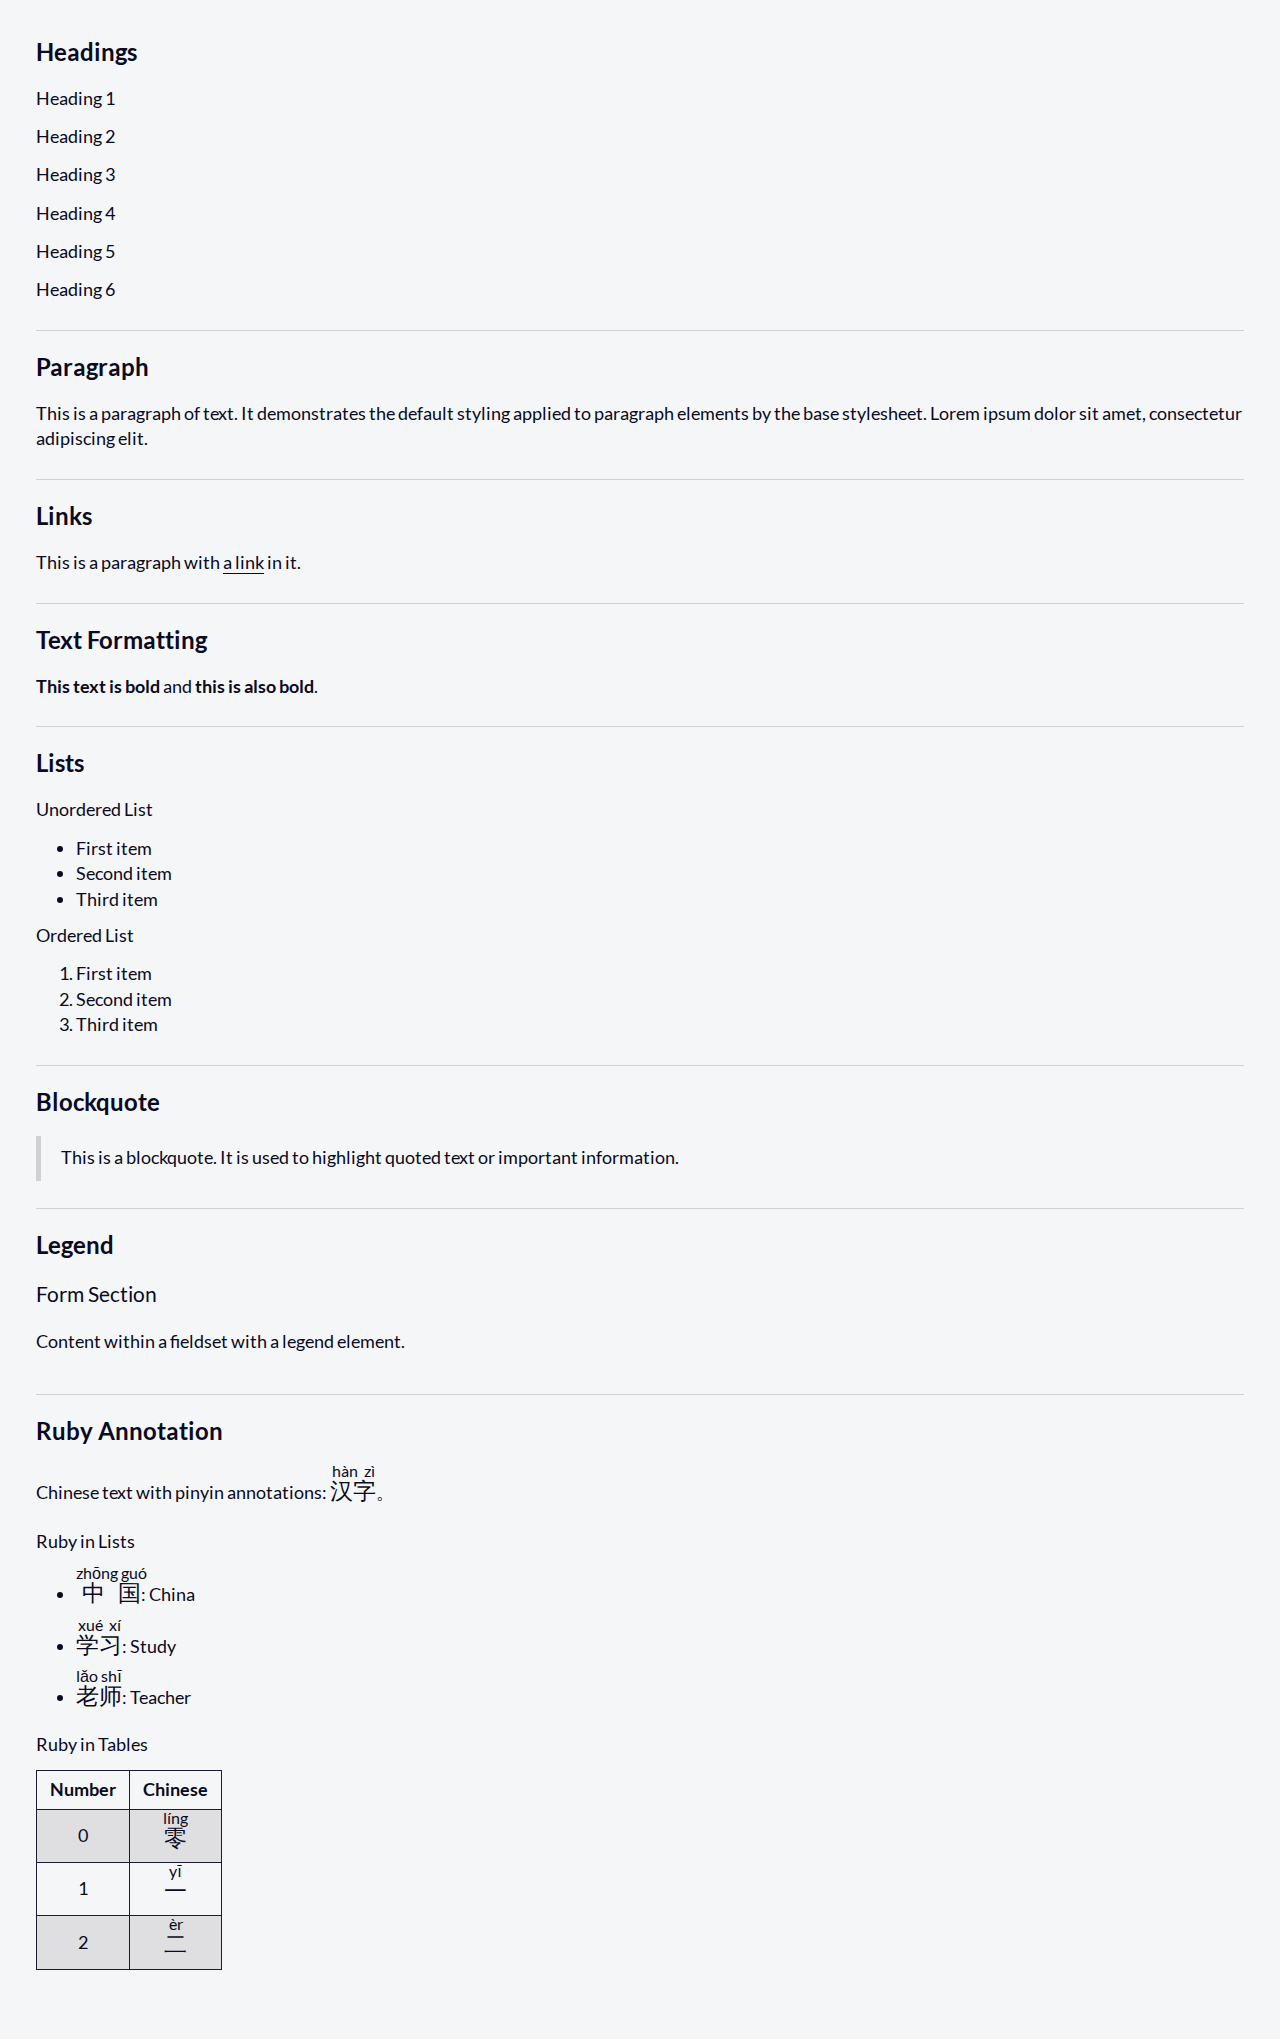 Headings
Heading 1
Heading 2
Heading 3
Heading 4
Heading 5
Heading 6
Paragraph
This is a paragraph of text. It demonstrates the default styling applied to paragraph elements by the base stylesheet. Lorem ipsum dolor sit amet, consectetur
adipiscing elit.
Links
This is a paragraph with a link in it.
Text Formatting
This text is bold and this is also bold.
Lists
Unordered List
• First item
• Second item
• Third item
Ordered List
1. First item
2. Second item
3. Third item
Blockquote
This is a blockquote. It is used to highlight quoted text or important information.
Legend
Form Section
Content within a fieldset with a legend element.
Ruby Annotation
hàn zì
Chinese text with pinyin annotations: 汉字。
Ruby in Lists
zhōng guó
• 中国: China
xué xí
• 学习: Study
lǎo shī
• 老师: Teacher
Ruby in Tables
Number Chinese
líng
0 零
yī
1 一
èr
2 二